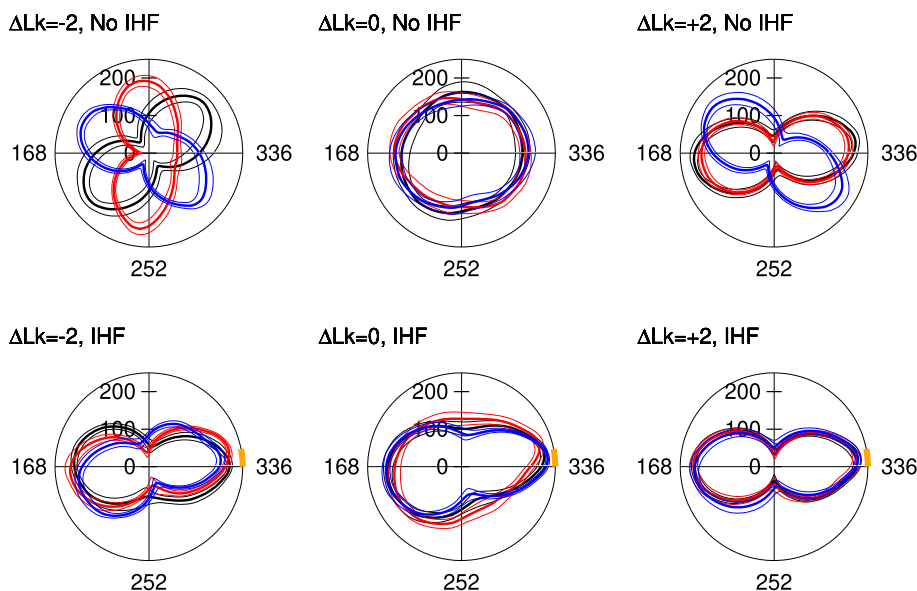 ΔLk=-2, No IHF ΔLk=0, No IHF ΔLk=+2, No IHF
200 200 200
100 100 100
168 0 336 168 0 336 168 0 336
252 252 252
ΔLk=-2, IHF ΔLk=0, IHF ΔLk=+2, IHF
200 200 200
100 100 100
168 0 336 168 0 336 168 0 336
252 252 252